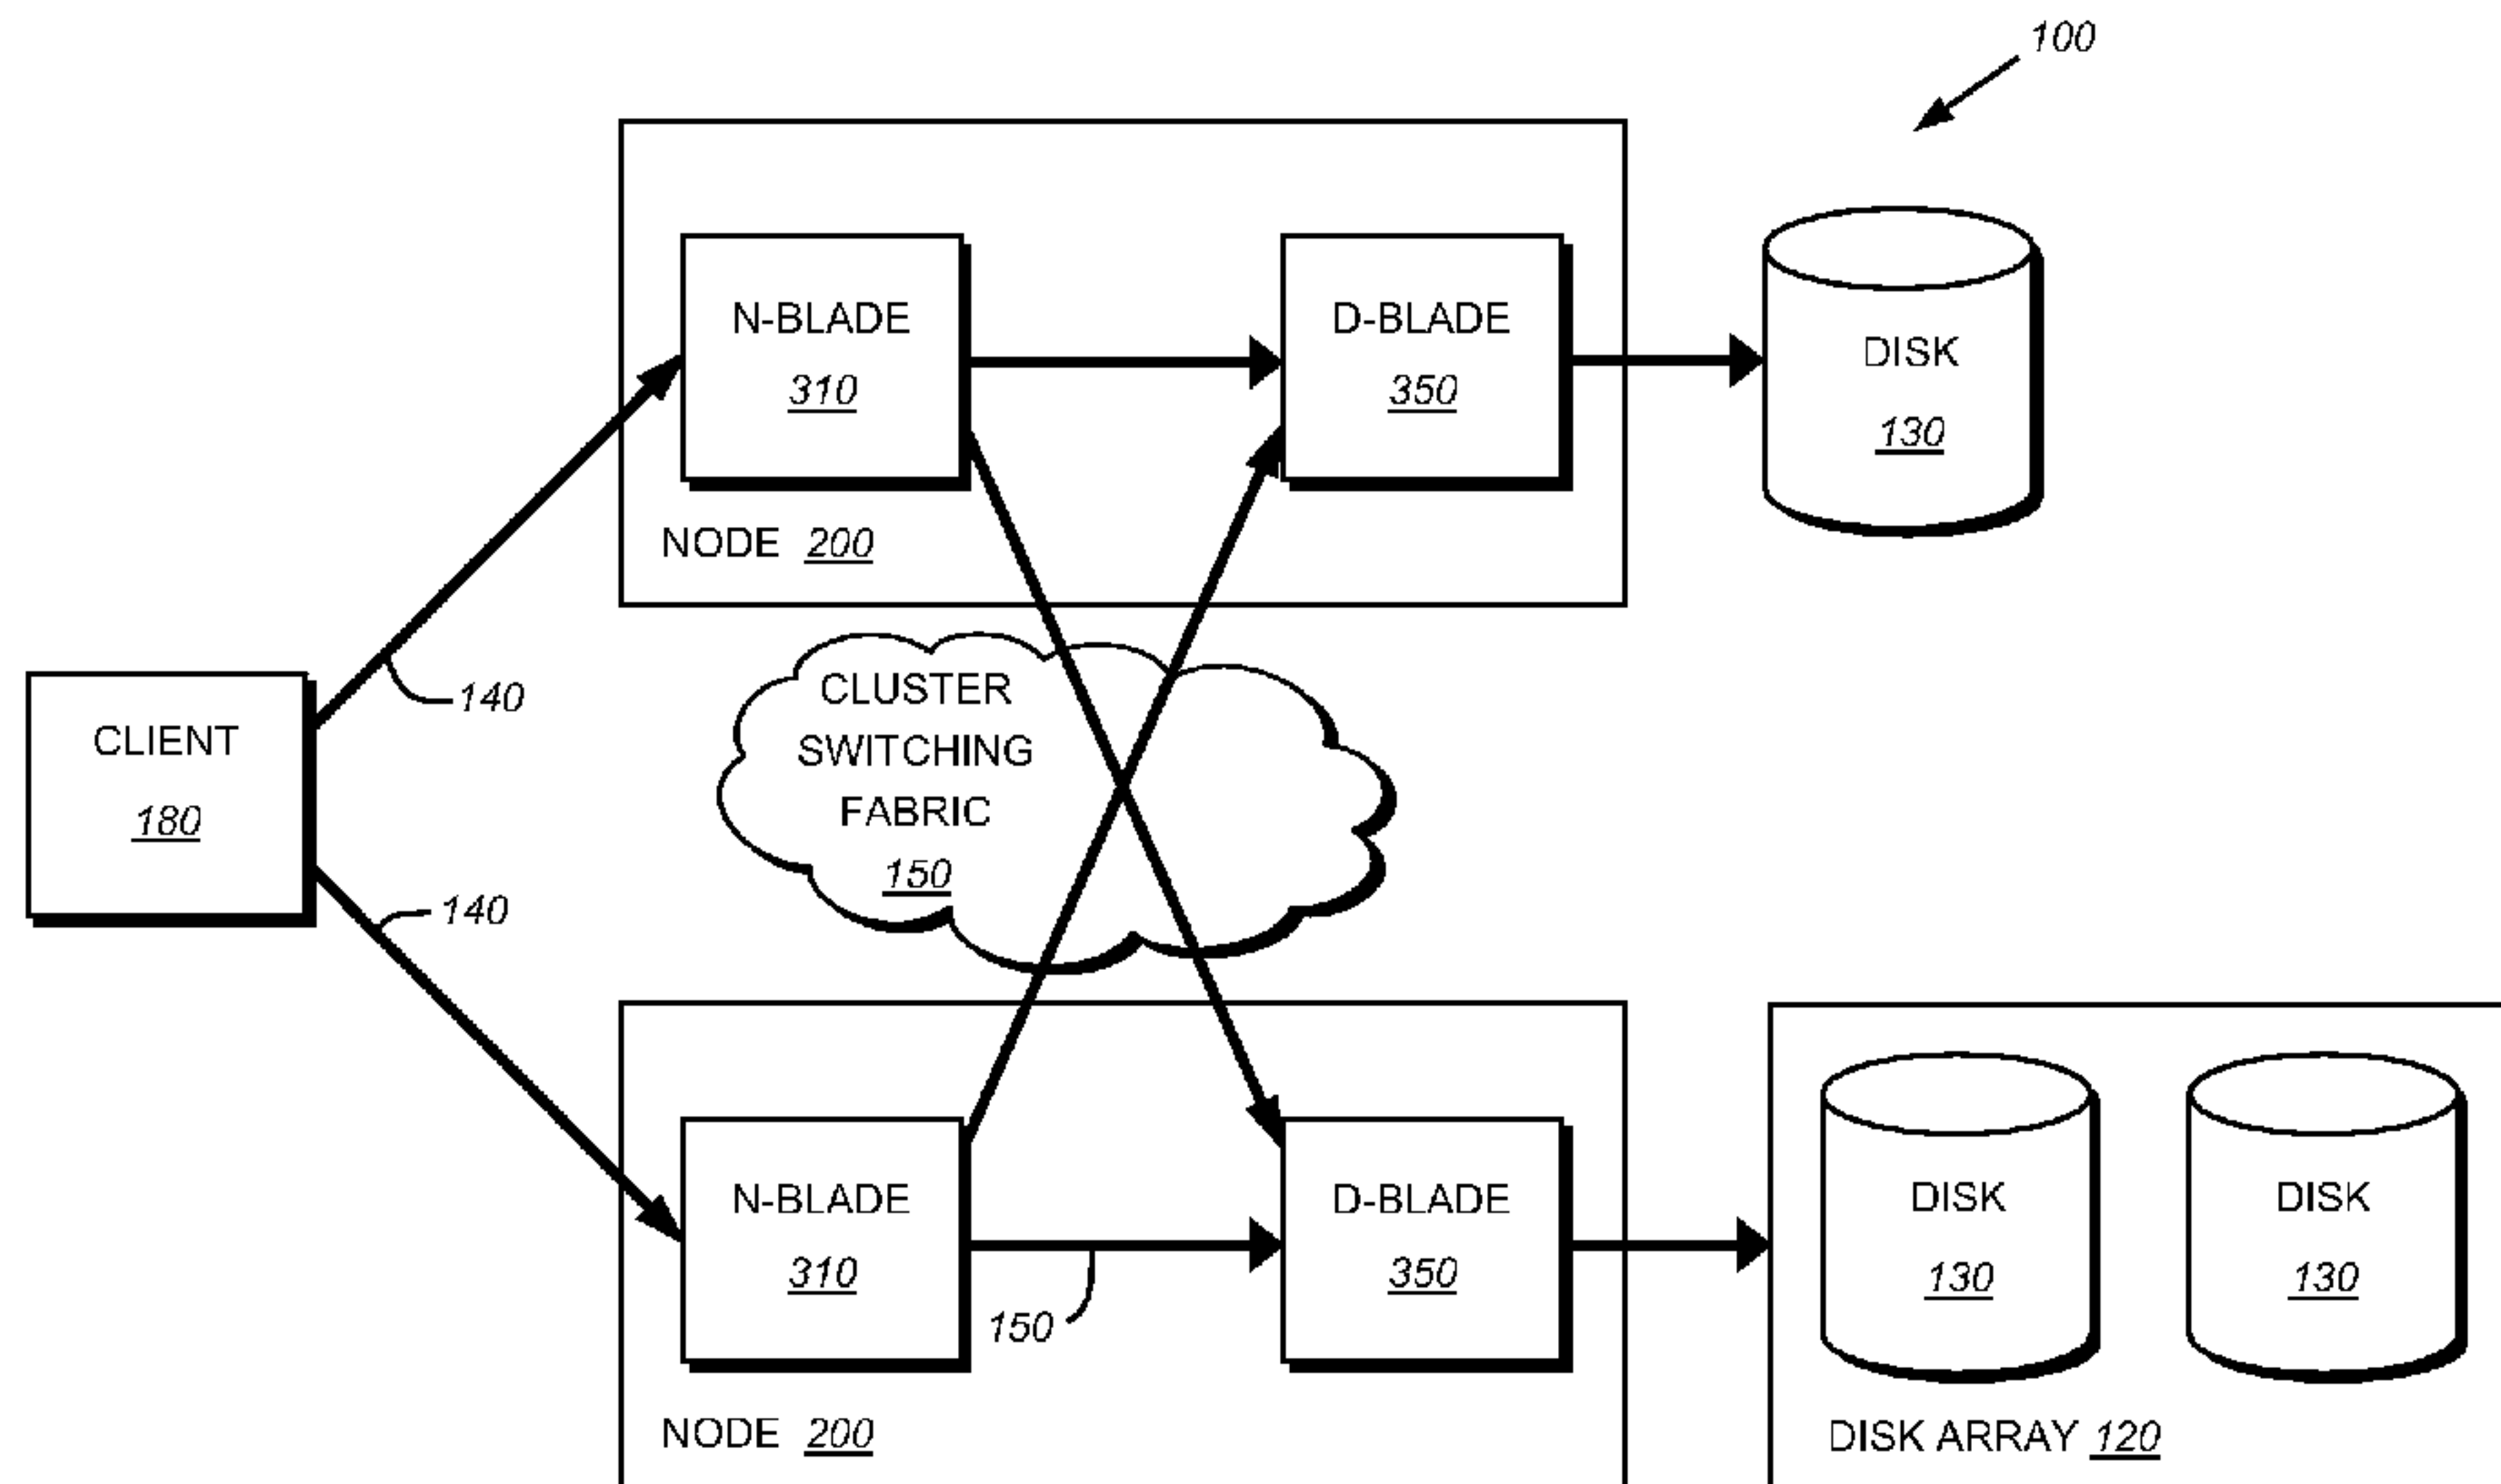 100
N-BLADE
310
D-BLADE
350
DISK
130
NODE 200
140
CLIENT
180
CLUSTER
SWITCHING
FABRIC
150
140
N-BLADE
310
D-BLADE
350
150
NODE 200
DISK
130
DISK
130
DISK ARRAY 120